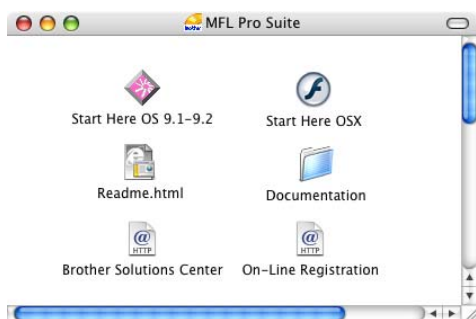 MFL Pro Suite
Start Here OS 9.1-9.2
Start Here OSX
Readme.html
Documentation
@
HTTP
@
HTTP
Brother Solutions Center
On-Line Registration